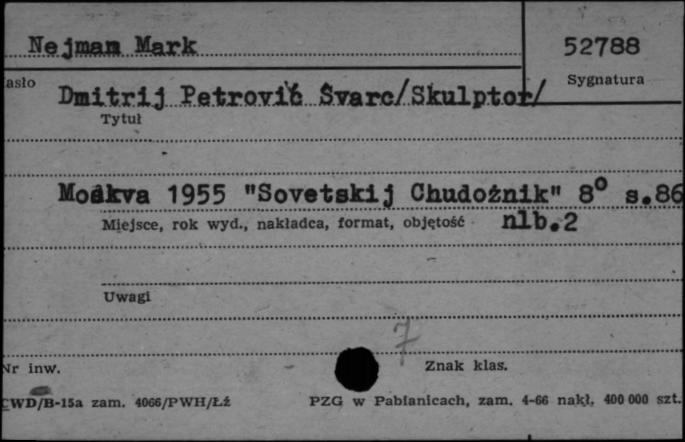 Nejman Mark
52788
asło
Sygnatura
Dmitrij Petrovič Švarc/Skulptor/
Tytuł
Moskva 1955 "Sovetskij Chudožnik" 8° s.86
Miejsce, rok wyd., nakładca, format, objętość nlb.2
Uwagi
7
Nr inw.
Znak klas.
CWD/B-15a zam. 4066/PWH/Łź
PZG w Pabianicach, zam. 4-66 nakł. 400 000 szt.